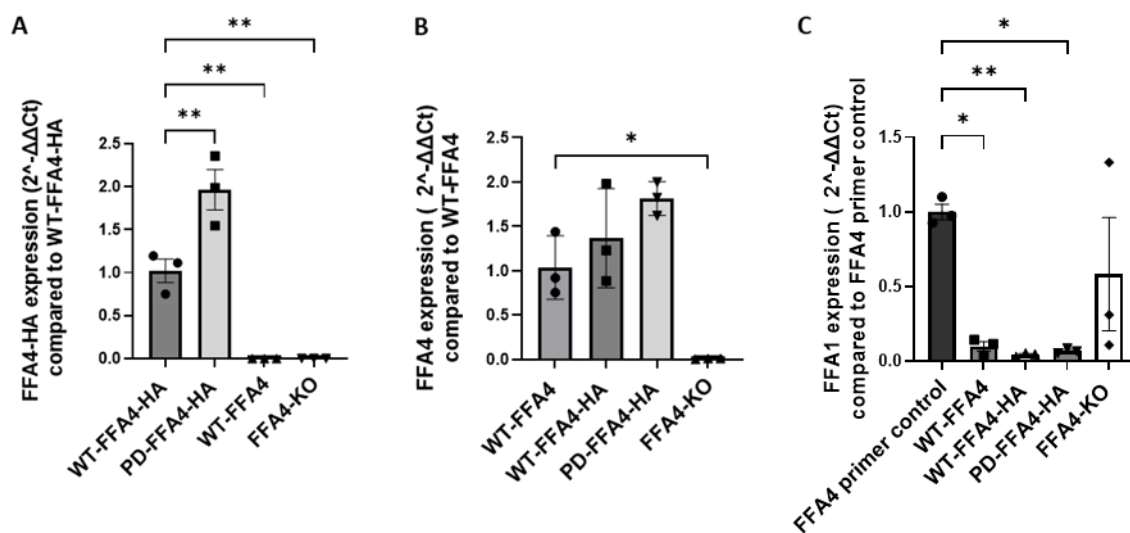 A
**
**
**
FFA4-HA expression (2^-ΔΔCt)
compared to WT-FFA4-HA
2.5
2.0
1.5
1.0
0.5
0.0
WT-FFA4-HA
PD-FFA4-HA
WT-FFA4
FFA4-KO
B
*
FFA4 expression ( 2^-ΔΔCt)
compared to WT-FFA4
2.5
2.0
1.5
1.0
0.5
0.0
WT-FFA4
WT-FFA4-HA
PD-FFA4-HA
FFA4-KO
C
*
**
*
FFA1 expression ( 2^-ΔΔCt)
compared to FFA4 primer control
1.5
1.0
0.5
0.0
FFA4 primer control
WT-FFA4
WT-FFA4-HA
PD-FFA4-HA
FFA4-KO